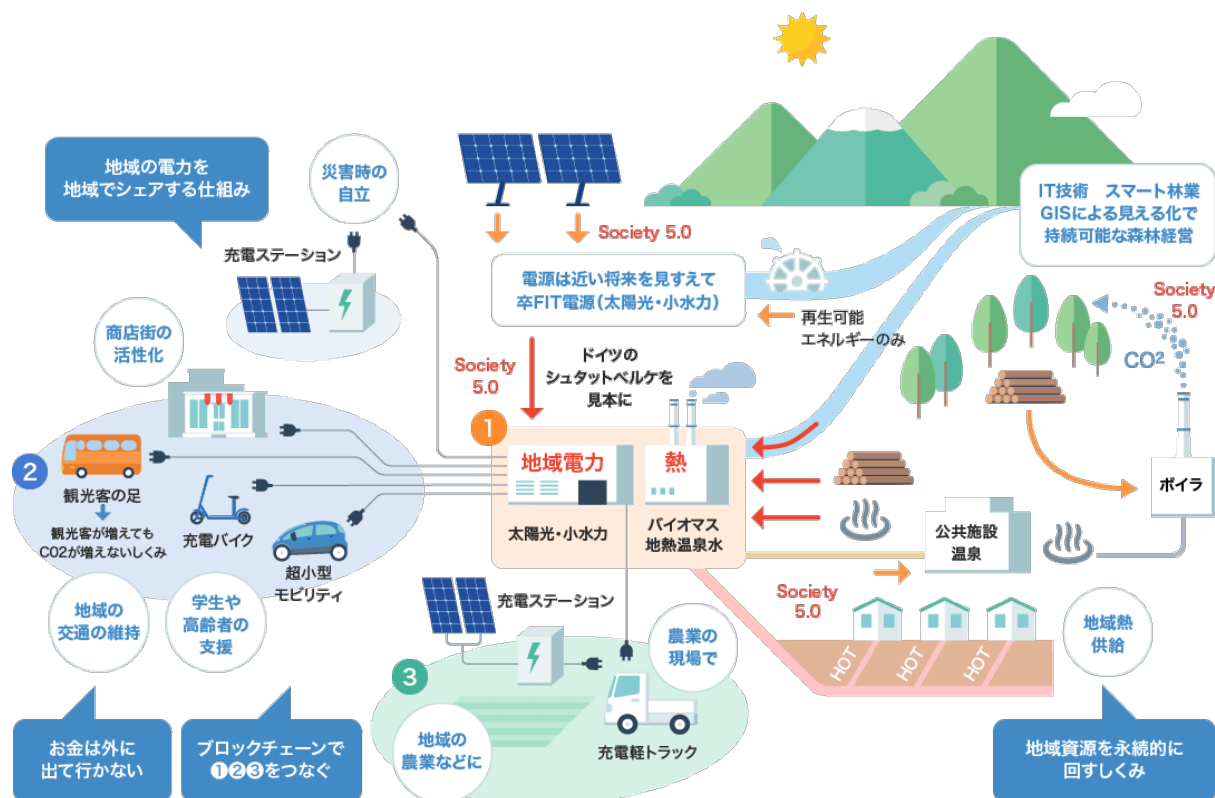 地域の電力を
地域でシェアする仕組み
災害時の
自立
充電ステーション
Society 5.0
電源は近い将来を見すえて
卒FIT電源（太陽光・小水力）
再生可能
エネルギーのみ
IT技術　スマート林業
GISによる見える化で
持続可能な森林経営
Society
5.0
CO2
商店街の
活性化
Society
5.0
ドイツの
シュタットベルケを
見本に
1
地域電力
熱
太陽光・小水力
バイオマス
地熱温泉水
ボイラ
公共施設
温泉
2
観光客の足
観光客が増えても
CO2が増えないしくみ
充電バイク
超小型
モビリティ
地域の
交通の維持
学生や
高齢者の
支援
充電ステーション
農業の
現場で
3
地域の
農業などに
充電軽トラック
Society
5.0
HOT
HOT
HOT
地域熱
供給
お金は外に
出て行かない
ブロックチェーンで
❶❷❸をつなぐ
地域資源を永続的に
回すしくみ